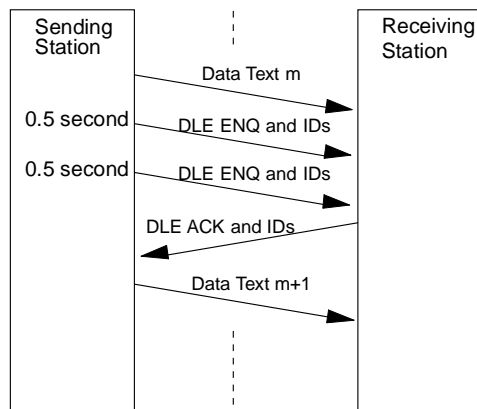 Sending
Station
Receiving
Station
Data Text m
0.5 second
DLE ENQ and IDs
0.5 second
DLE ENQ and IDs
DLE ACK and IDs
Data Text m+1